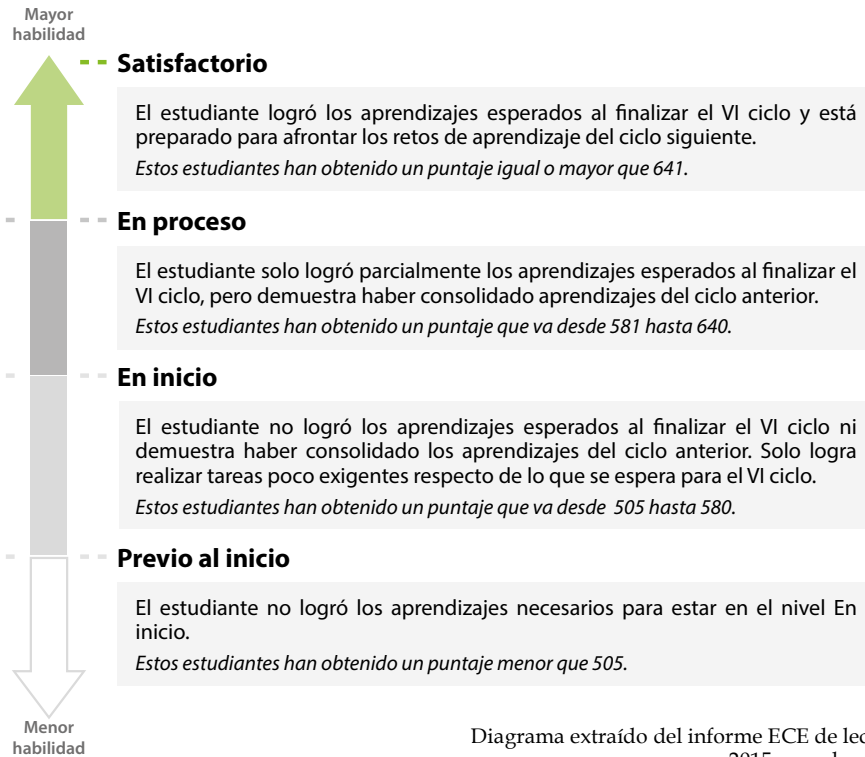 Mayor
habilidad
Satisfactorio
El estudiante logró los aprendizajes esperados al finalizar el VI ciclo y está
preparado para afrontar los retos de aprendizaje del ciclo siguiente.
Estos estudiantes han obtenido un puntaje igual o mayor que 641.
En proceso
El estudiante solo logró parcialmente los aprendizajes esperados al finalizar el
VI ciclo, pero demuestra haber consolidado aprendizajes del ciclo anterior.
Estos estudiantes han obtenido un puntaje que va desde 581 hasta 640.
En inicio
El estudiante no logró los aprendizajes esperados al finalizar el VI ciclo ni
demuestra haber consolidado los aprendizajes del ciclo anterior. Solo logra
realizar tareas poco exigentes respecto de lo que se espera para el VI ciclo.
Estos estudiantes han obtenido un puntaje que va desde 505 hasta 580.
Previo al inicio
El estudiante no logró los aprendizajes necesarios para estar en el nivel En
inicio.
Estos estudiantes han obtenido un puntaje menor que 505.
Menor
habilidad
Diagrama extraído del informe ECE de
2015